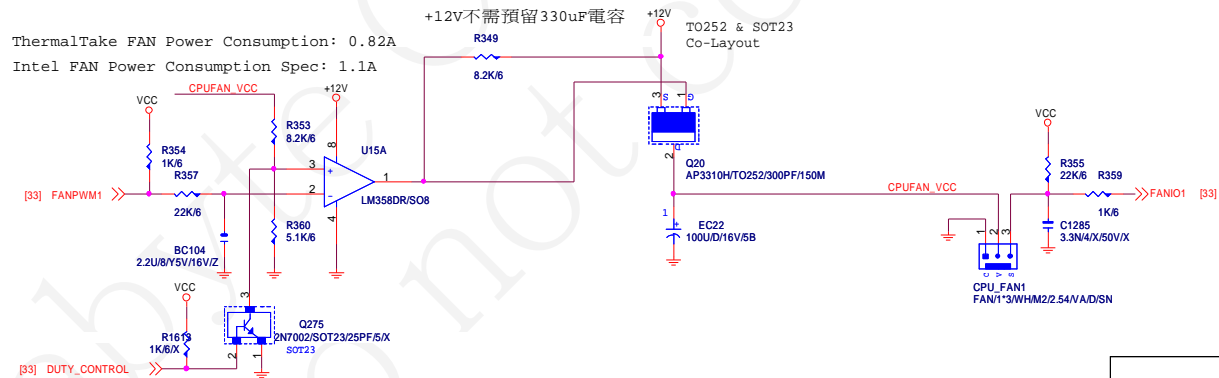 +12V不需預留330uF電容
+12V
TO252 & SOT23
Co-Layout
ThermalTake FAN Power Consumption: 0.82A
Intel FAN Power Consumption Spec: 1.1A
R349
8.2K/6
CPUFAN_VCC
+12V
VCC
R354
1K/6
R353
8.2K/6
U15A
8
3
+
2
-
1
4
LM358DR/SO8
3
S
1
G
D
2
Q20
AP3310H/TO252/300PF/150M
VCC
R355
22K/6
R359
1K/6
[33] FANPWM1
R357
22K/6
CPUFAN_VCC
FANIO1 [33]
R360
5.1K/6
BC104
2.2U/8/Y5V/16V/Z
1
+
EC22
100U/D/16V/5B
C1285
3.3N/4/X/50V/X
1
2
3
C
V
S
CPU_FAN1
FAN/1*3/WH/M2/2.54/VA/D/SN
VCC
R1613
1K/6/X
3
2
1
Q275
2N7002/SOT23/25PF/5/X
SOT23
[33] DUTY_CONTROL